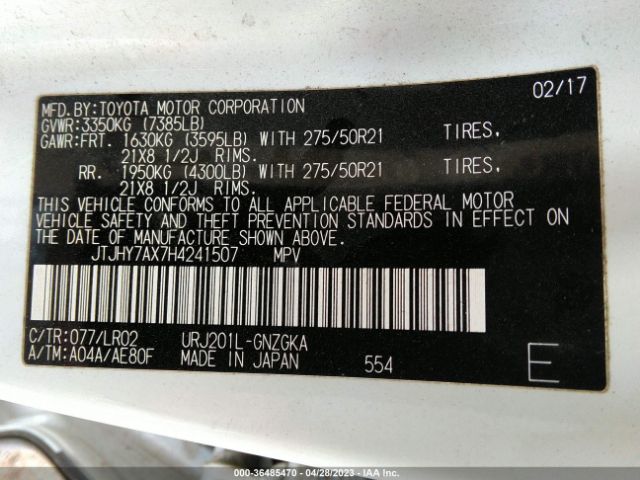 02/17
MFD.BY:TOYOTA MOTOR CORPORATION
GVWR:3350KG (7385LB)
GAWR:FRT. 1630KG (3595LB) WITH 275/50R21 TIRES,
21X8 1/2J RIMS.
RR. 1950KG (4300LB) WITH 275/50R21 TIRES,
21X8 1/2J RIMS.
THIS VEHICLE CONFORMS TO ALL APPLICABLE FEDERAL MOTOR
VEHICLE SAFETY AND THEFT PREVENTION STANDARDS IN EFFECT ON
THE DATE OF MANUFACTURE SHOWN ABOVE.
JTJHY7AX7H4241507 MPV
C/TR:077/LR02 URJ201L-GNZGKA
A/TM:A04A/AE80F MADE IN JAPAN 554 E
000-36485470 - 04/28/2023 - IAA Inc.